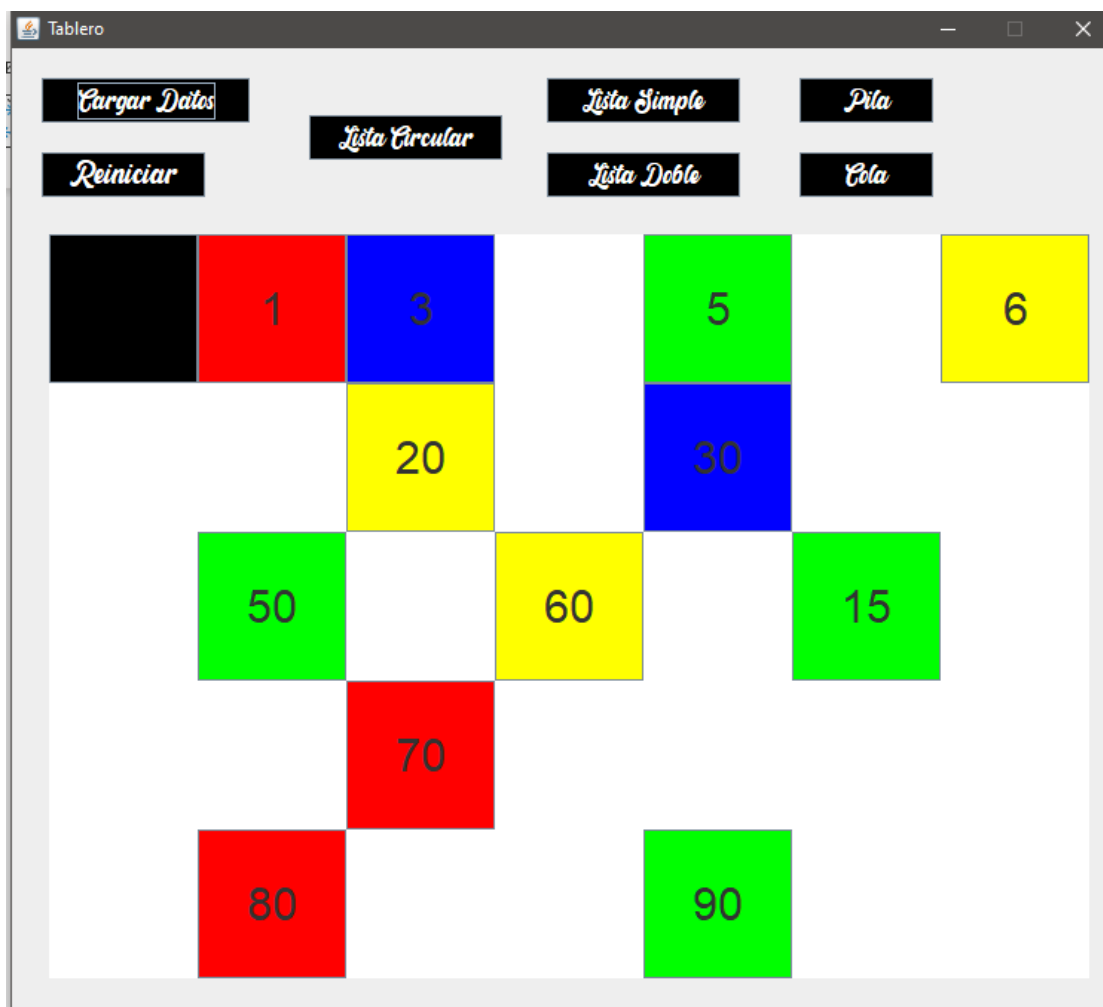 Tablero
Cargar Datos
Lista Simple
Pila
Lista Circular
Reiniciar
Lista Doble
Cola
1 3 5 6
20 30
50 60 15
70
80 90